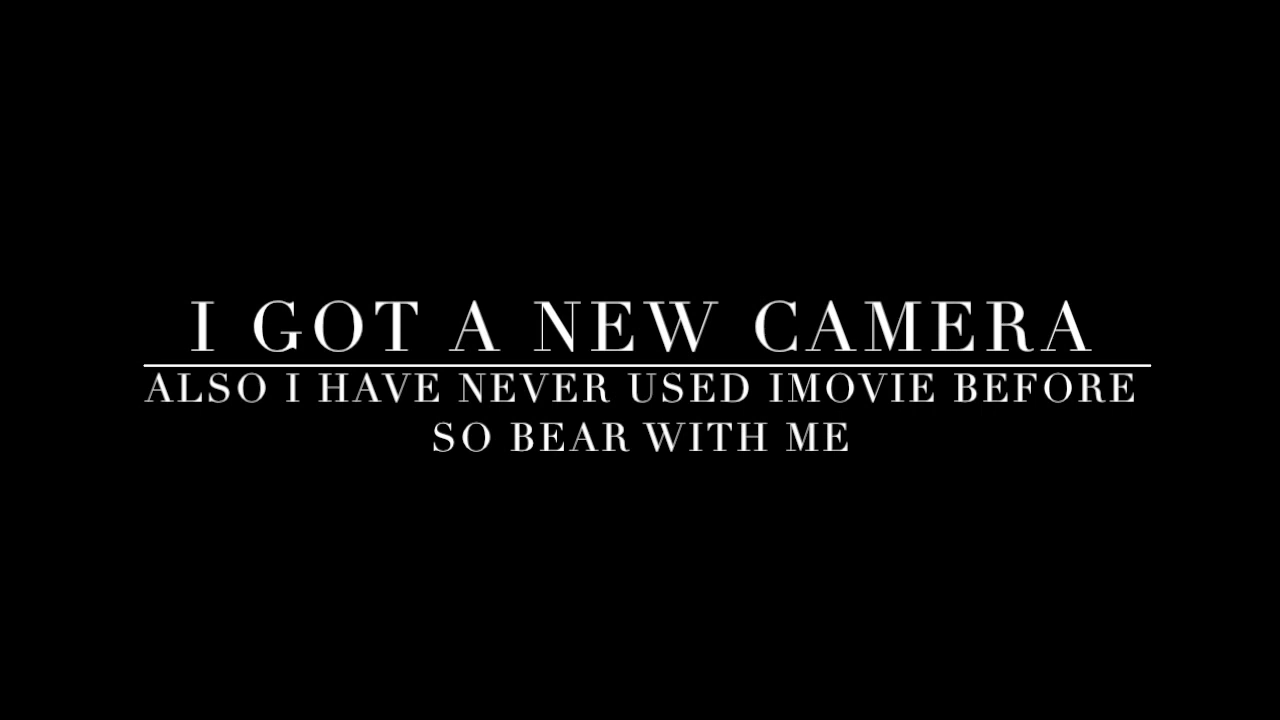 I GOT A NEW CAMERA
ALSO I HAVE NEVER USED IMOVIE BEFORE
SO BEAR WITH ME